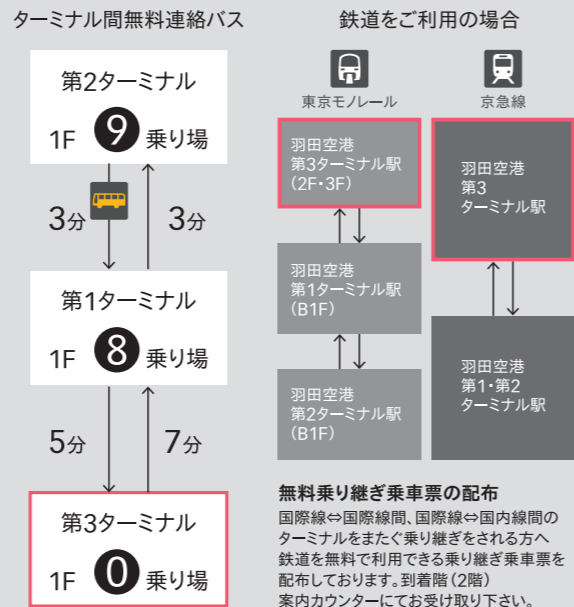 ターミナル間無料連絡バス
第2ターミナル
1F 9 乗り場
3分 3分
第1ターミナル
1F 8 乗り場
5分 7分
第3ターミナル
1F 0 乗り場
鉄道をご利用の場合
東京モノレール
羽田空港
第3ターミナル駅
(2F・3F)
羽田空港
第1ターミナル駅
(B1F)
羽田空港
第2ターミナル駅
(B1F)
京急線
羽田空港
第3
ターミナル駅
羽田空港
第1・第2
ターミナル駅
無料乗り継ぎ乗車票の配布
国際線⇔国際線間、国際線⇔国内線間の
ターミナルをまたぐ乗り継ぎをされる方へ
鉄道を無料で利用できる乗り継ぎ乗車票を
配布しております。到着階(2階)
案内カウンターにてお受け取り下さい。